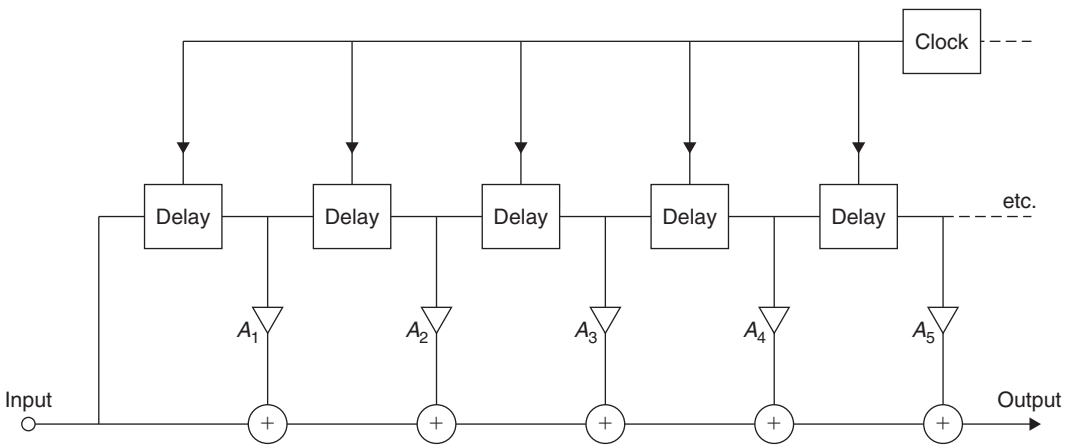 Clock
Delay Delay Delay Delay Delay etc.
A1 A2 A3 A4 A5
Input + + + + + Output